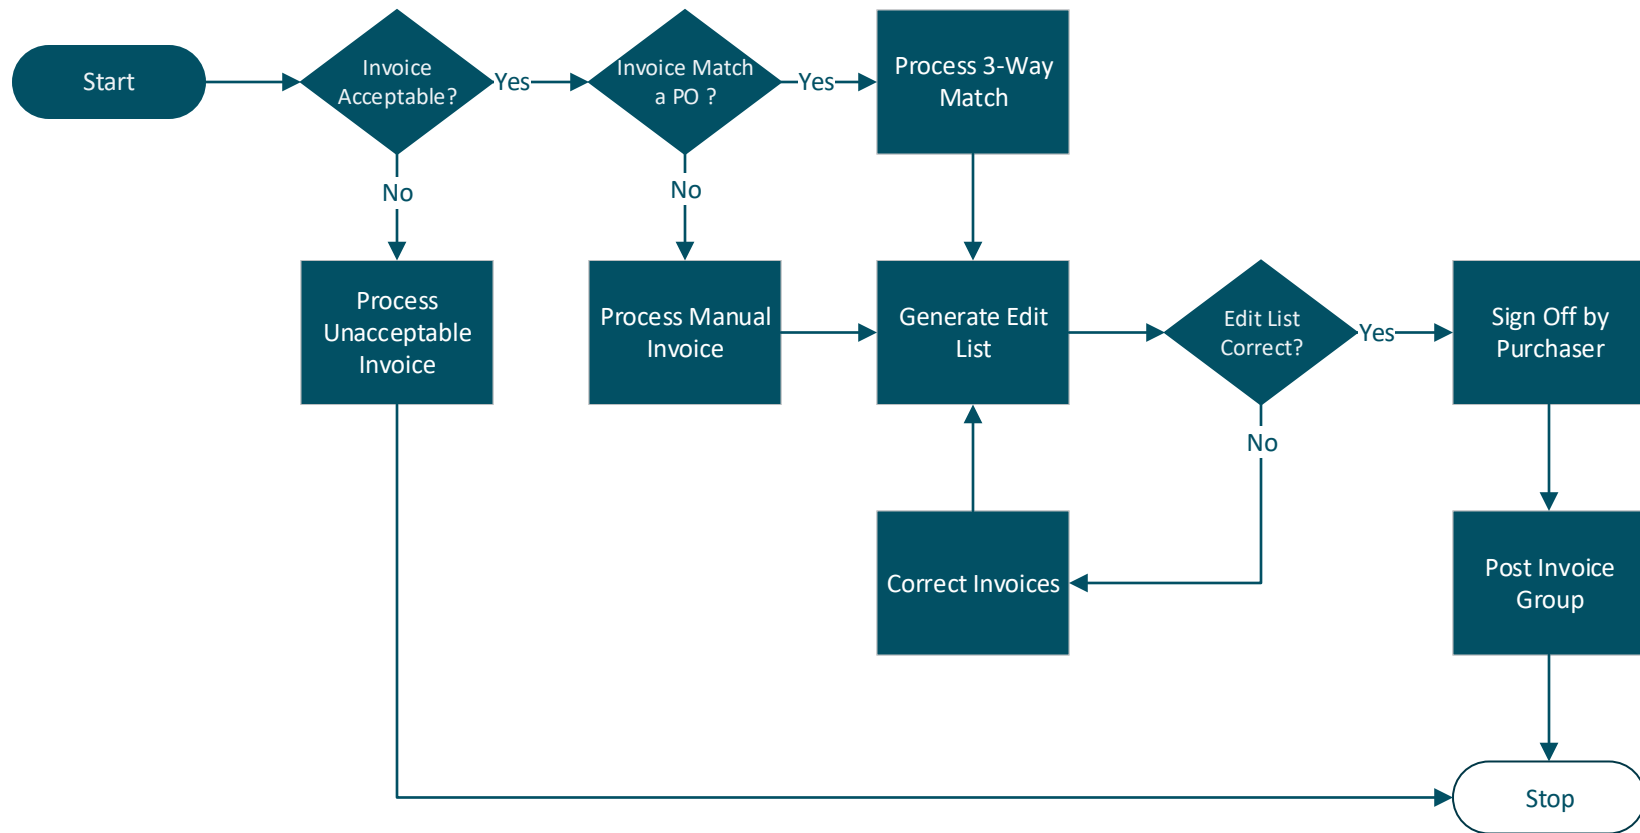 Start
Invoice
Acceptable?
Yes
Invoice Match
a PO ?
Yes
Process 3-Way
Match
No
No
Process
Unacceptable
Invoice
Process Manual
Invoice
Generate Edit
List
Edit List
Correct?
Yes
Sign Off by
Purchaser
No
Correct Invoices
Post Invoice
Group
Stop